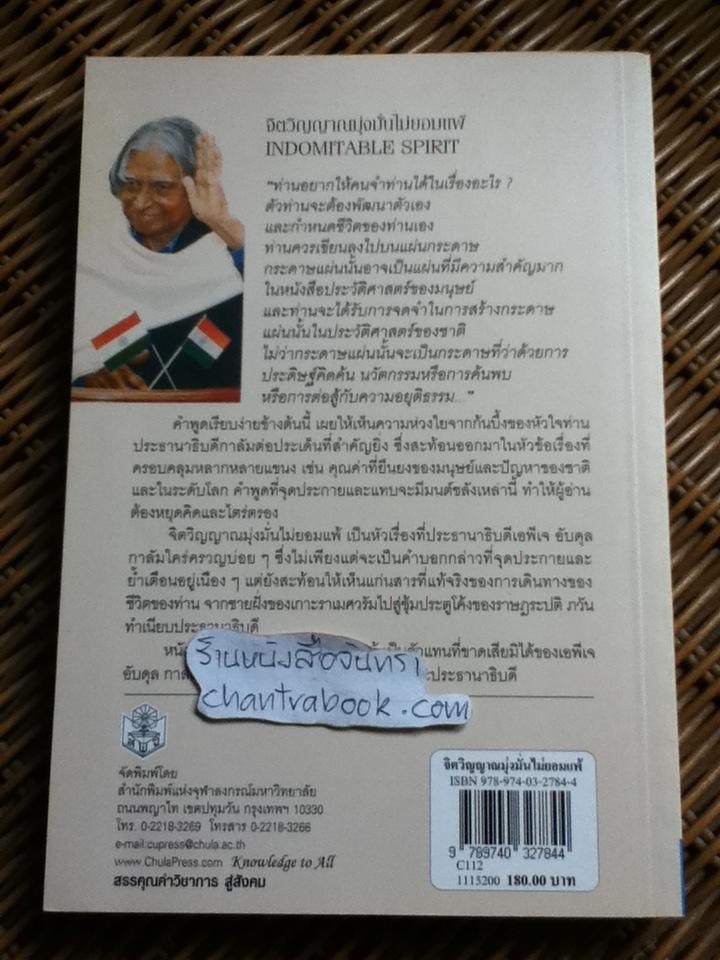 จิตวิญญาณมุ่งมั่นไม่ยอมแพ้
INDOMITABLE SPIRIT
"ท่านอยากให้คนจำท่านได้ในเรื่องอะไร ?
ตัวท่านจะต้องพัฒนาตัวเอง
และกำหนดชีวิตของท่านเอง
ท่านควรเขียนลงไปบนแผ่นกระดาษ
กระดาษแผ่นนั้นอาจเป็นแผ่นที่มีความสำคัญมาก
ในหนังสือประวัติศาสตร์ของมนุษย์
และท่านจะได้รับการจดจำในการสร้างกระดาษ
แผ่นนั้นในประวัติศาสตร์ของชาติ
ไม่ว่ากระดาษแผ่นนั้นจะเป็นกระดาษที่ว่าด้วยการ
ประดิษฐ์คิดค้น นวัตกรรมหรือการค้นพบ
หรือการต่อสู้กับความอยุติธรรม..."
คำพูดเรียบง่ายข้างต้นนี้ เผยให้เห็นความห่วงใยจากก้นบึ้งของหัวใจท่าน
ประธานาธิบดีกาลัมต่อประเด็นที่สำคัญยิ่ง ซึ่งสะท้อนออกมาในหัวข้อเรื่องที่
ครอบคลุมหลากหลายแขนง เช่น คุณค่าที่ยืนยงของมนุษย์และปัญหาของชาติ
และในระดับโลก คำพูดที่จุดประกายและแทบจะมีมนต์ขลังเหล่านี้ ทำให้ผู้อ่าน
ต้องหยุดคิดและไตร่ตรอง
จิตวิญญาณมุ่งมั่นไม่ยอมแพ้ เป็นหัวเรื่องที่ประธานาธิบดีเอพีเจ อับดุล
กาลัมใคร่ครวญบ่อย ๆ ซึ่งไม่เพียงแต่จะเป็นคำบอกกล่าวที่จุดประกายและ
ย้ำเตือนอยู่เนือง ๆ แต่ยังสะท้อนให้เห็นแก่นสารที่แท้จริงของการเดินทางของ
ชีวิตของท่าน จากชายฝั่งของเกาะราเมศวรัมไปสู่ซุ้มประตูโค้งของราษฎระปติ ภวัน
ทำเนียบประธานาธิบดี
ตัวแทนที่ขาดเสียมิได้ของเอพีเจ
อับดุล ประธานาธิบดี
ร้านหนังสือจันทรา
chantrabook.com
จัดพิมพ์โดย
สำนักพิมพ์แห่งจุฬาลงกรณ์มหาวิทยาลัย
ถนนพญาไท เขตปทุมวัน กรุงเทพฯ 10330
โทร. 0-2218-3269 โทรสาร 0-2218-3266
e-mail:cupress@chula.ac.th
www.ChulaPress.com Knowledge to All
สรรคุณค่าวิชาการ สู่สังคม
จิตวิญญาณมุ่งมั่นไม่ยอมแพ้
ISBN 978-974-03-2784-4
9 789740 327844
C112
1115200 180.00 บาท